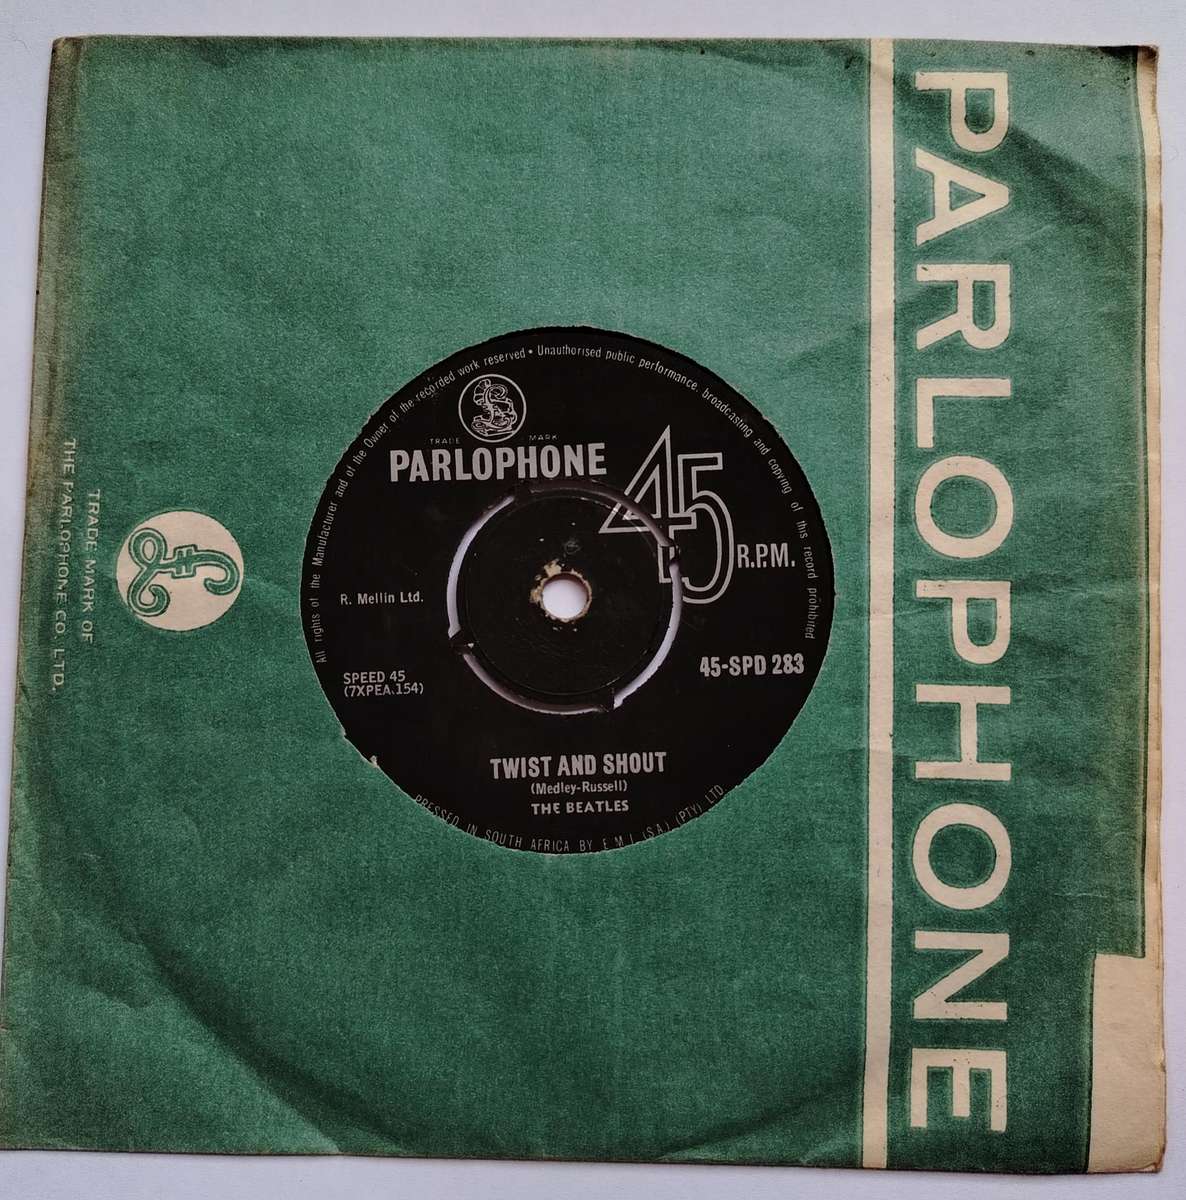 PARLOPHONE
TRADE MARK OF
THE PARLOPHONE CO. LTD.
All rights of the Manufacturer and of the Owner of the recorded work reserved • Unauthorised public performance, broadcasting and copying of this record prohibited
TRADE MARK
PARLOPHONE
45
R.P.M.
R. Mellin Ltd.
SPEED 45
(7XPEA.154)
45-SPD 283
TWIST AND SHOUT
(Medley-Russell)
THE BEATLES
PRESSED IN SOUTH AFRICA BY E M I (S.A.) (PTY) LTD